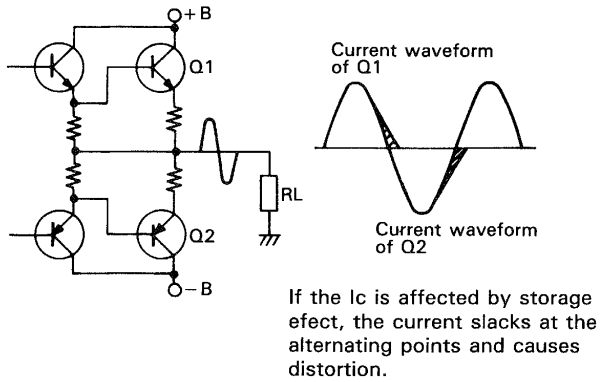 +B
Q1
RL
Q2
−B
Current waveform
of Q1
Current waveform
of Q2
If the Ic is affected by storage
efect, the current slacks at the
alternating points and causes
distortion.